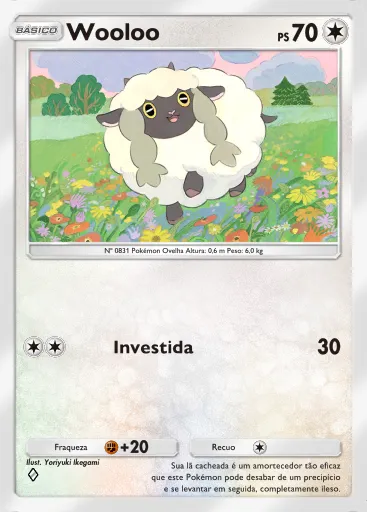 BÁSICO Wooloo PS 70
Nº 0831 Pokémon Ovelha Altura: 0,6 m Peso: 6,0 kg
Investida 30
Fraqueza +20 Recuo
Ilust. Yoriyuki Ikegami
Sua lã cacheada é um amortecedor tão eficaz
que este Pokémon pode desabar de um precipício
e se levantar em seguida, completamente ileso.